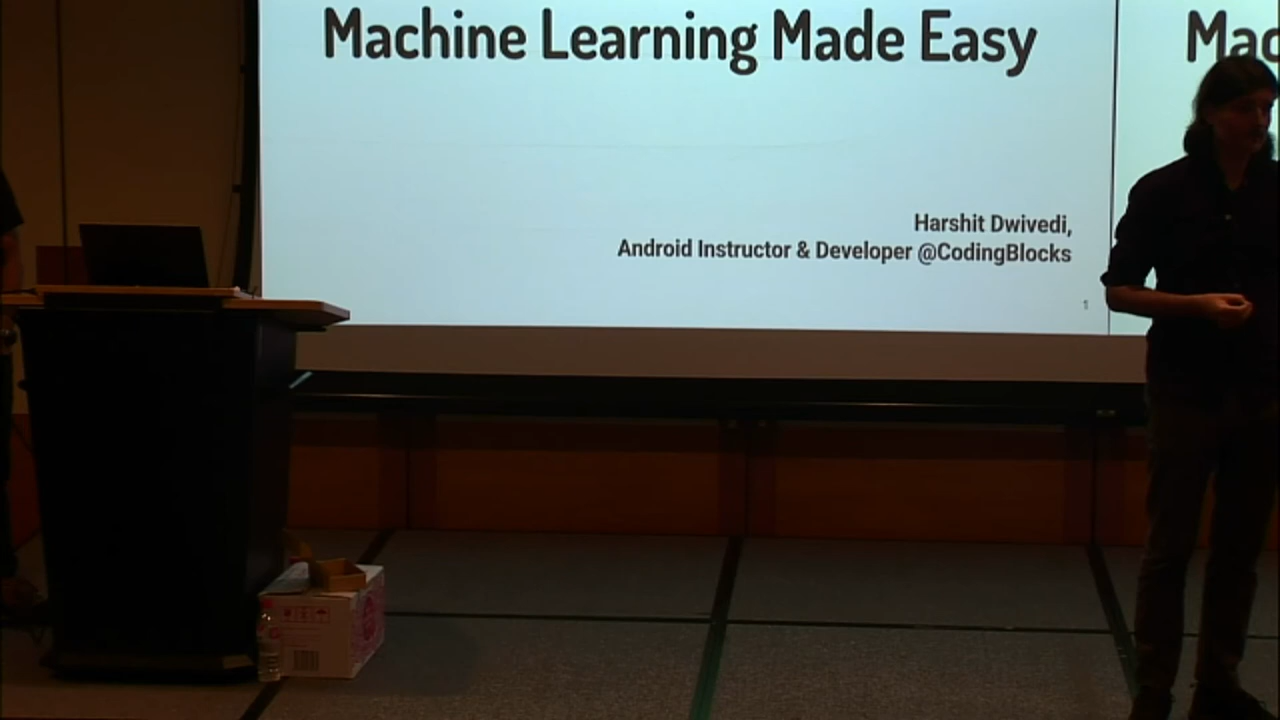 Machine Learning Made Easy
Mac
Harshit Dwivedi,
Android Instructor & Developer @CodingBlocks
1